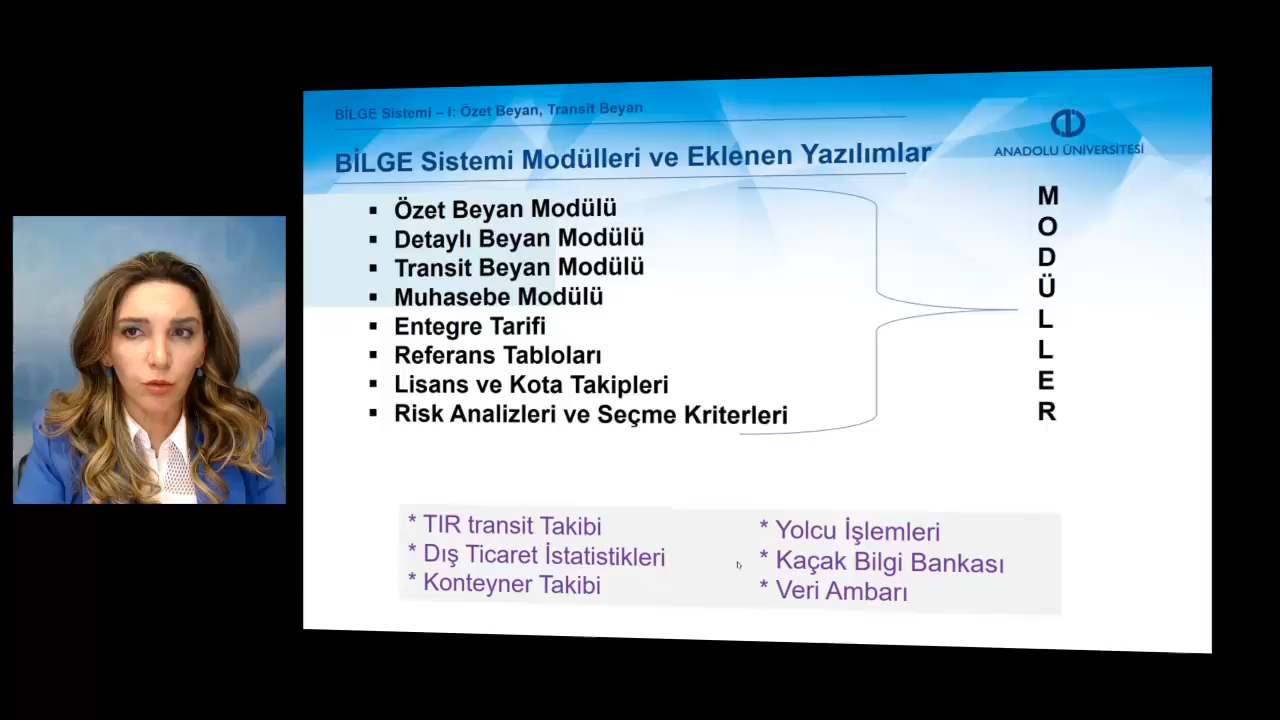 BİLGE Sistemi – I: Özet Beyan, Transit Beyan
ANADOLU ÜNİVERSİTESİ
BİLGE Sistemi Modülleri ve Eklenen Yazılımlar
▪ Özet Beyan Modülü
▪ Detaylı Beyan Modülü
▪ Transit Beyan Modülü
▪ Muhasebe Modülü
▪ Entegre Tarifi
▪ Referans Tabloları
▪ Lisans ve Kota Takipleri
▪ Risk Analizleri ve Seçme Kriterleri
M
O
D
Ü
L
L
E
R
* TIR transit Takibi
* Dış Ticaret İstatistikleri
* Konteyner Takibi
* Yolcu İşlemleri
* Kaçak Bilgi Bankası
* Veri Ambarı